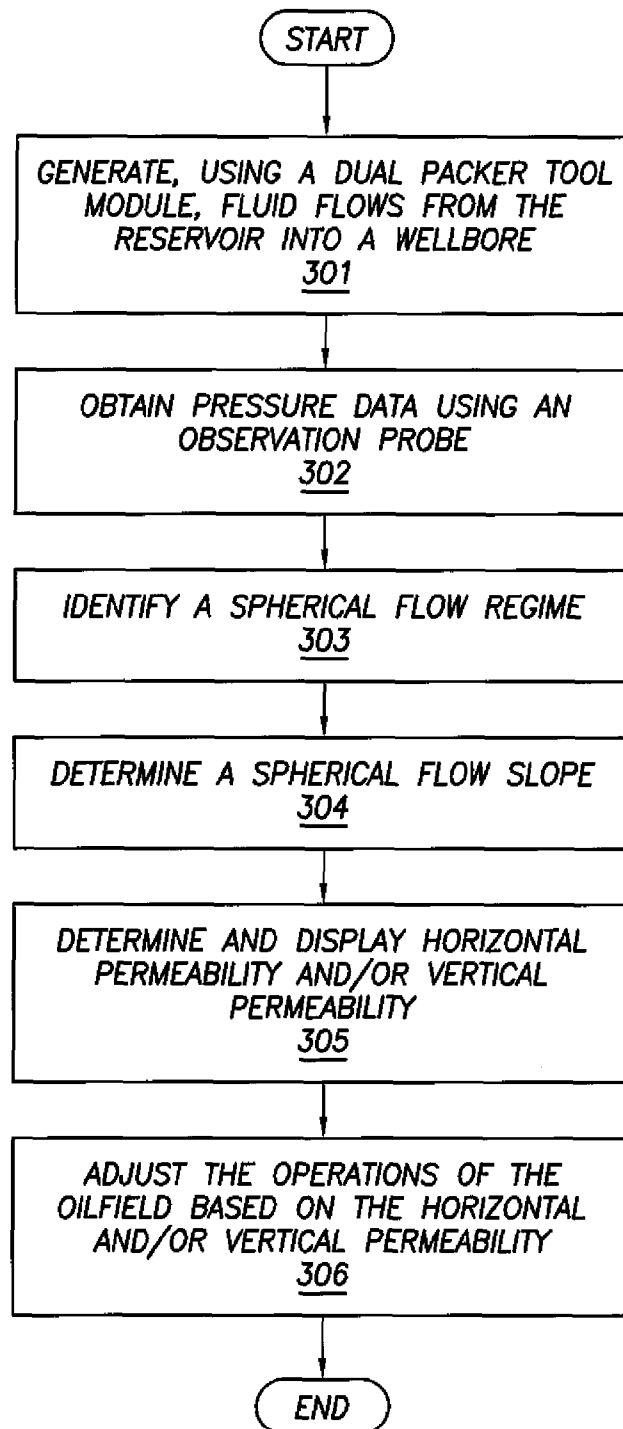 START
GENERATE, USING A DUAL PACKER TOOL
MODULE, FLUID FLOWS FROM THE
RESERVOIR INTO A WELLBORE
301
OBTAIN PRESSURE DATA USING AN
OBSERVATION PROBE
302
IDENTIFY A SPHERICAL FLOW REGIME
303
DETERMINE A SPHERICAL FLOW SLOPE
304
DETERMINE AND DISPLAY HORIZONTAL
PERMEABILITY AND/OR VERTICAL
PERMEABILITY
305
ADJUST THE OPERATIONS OF THE
OILFIELD BASED ON THE HORIZONTAL
AND/OR VERTICAL PERMEABILITY
306
END